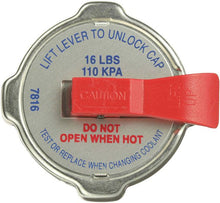 LIFT LEVER TO UNLOCK CAP
16 LBS
110 KPA
CAUTION
UP
7816
DO NOT
OPEN WHEN HOT
TEST OR REPLACE WHEN CHANGING COOLANT